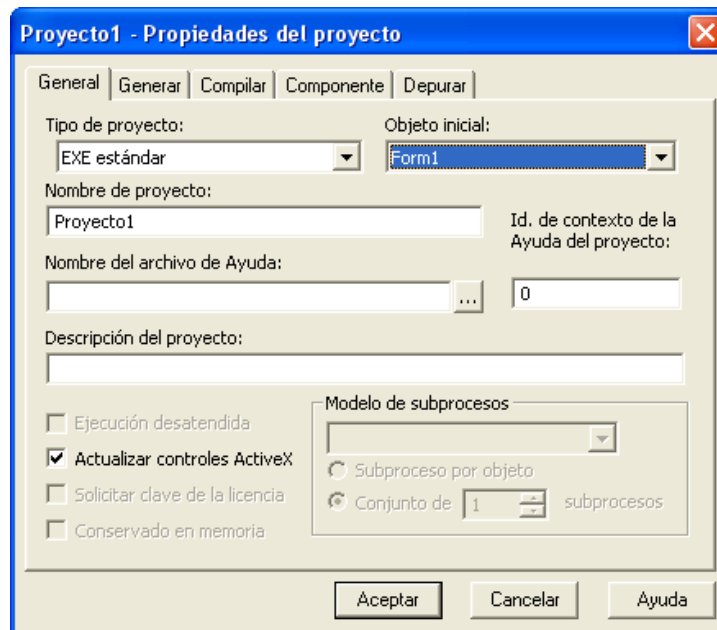 Proyecto1 - Propiedades del proyecto
General Generar Compilar Componente Depurar
Tipo de proyecto: Objeto inicial:
EXE estándar Form1
Nombre de proyecto:
Proyecto1
Id. de contexto de la
Ayuda del proyecto:
Nombre del archivo de Ayuda:
... 0
Descripción del proyecto:
Ejecución desatendida
Actualizar controles ActiveX
Solicitar clave de la licencia
Conservado en memoria
Modelo de subprocesos
Subproceso por objeto
Conjunto de 1 subprocesos
Aceptar Cancelar Ayuda